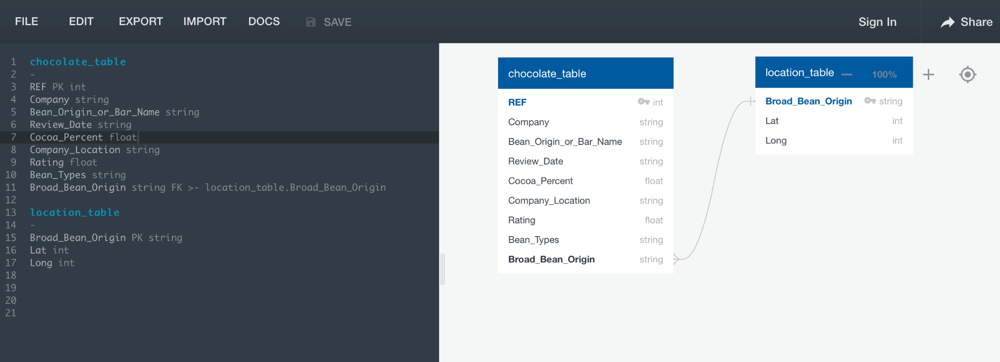 FILE EDIT EXPORT IMPORT DOCS SAVE Sign In Share
1 chocolate_table
2 -
3 REF PK int
4 Company string
5 Bean_Origin_or_Bar_Name string
6 Review_Date string
7 Cocoa_Percent float
8 Company_Location string
9 Rating float
10 Bean_Types string
11 Broad_Bean_Origin string FK >- location_table.Broad_Bean_Origin
12
13 location_table
14 -
15 Broad_Bean_Origin PK string
16 Lat int
17 Long int
18
19
20
21
chocolate_table
REF int
Company string
Bean_Origin_or_Bar_Name string
Review_Date string
Cocoa_Percent float
Company_Location string
Rating float
Bean_Types string
Broad_Bean_Origin string
location_table — 100% +
Broad_Bean_Origin string
Lat int
Long int